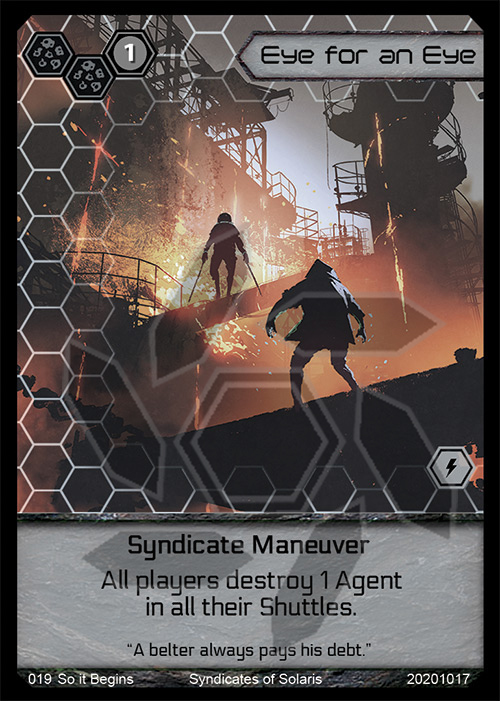 1
Eye for an Eye
Syndicate Maneuver
All players destroy 1 Agent
in all their Shuttles.
“A belter always pays his debt.”
019 So it Begins Syndicates of Solaris 20201017